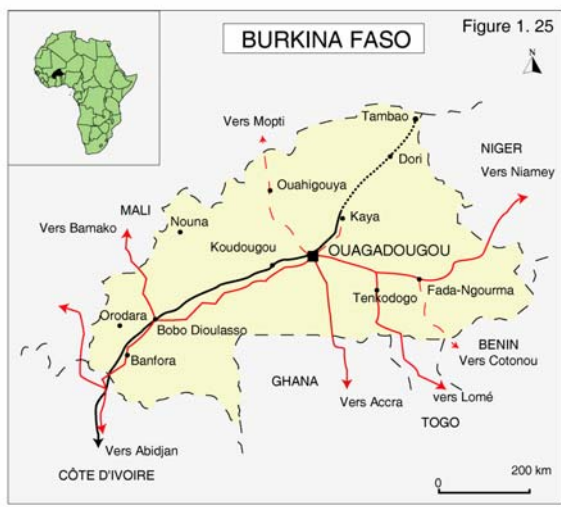 Figure 1. 25
BURKINA FASO
N
Tambao
Vers Mopti
NIGER
Dori
Vers Niamey
Ouahigouya
MALI
Kaya
Vers Bamako
Nouna
Koudougou
OUAGADOUGOU
Fada-Ngourma
Tenkodogo
Orodara
Bobo Dioulasso
BENIN
Banfora
Vers Cotonou
GHANA
Vers Accra
vers Lomé
TOGO
Vers Abidjan
CÔTE D'IVOIRE
0
200 km